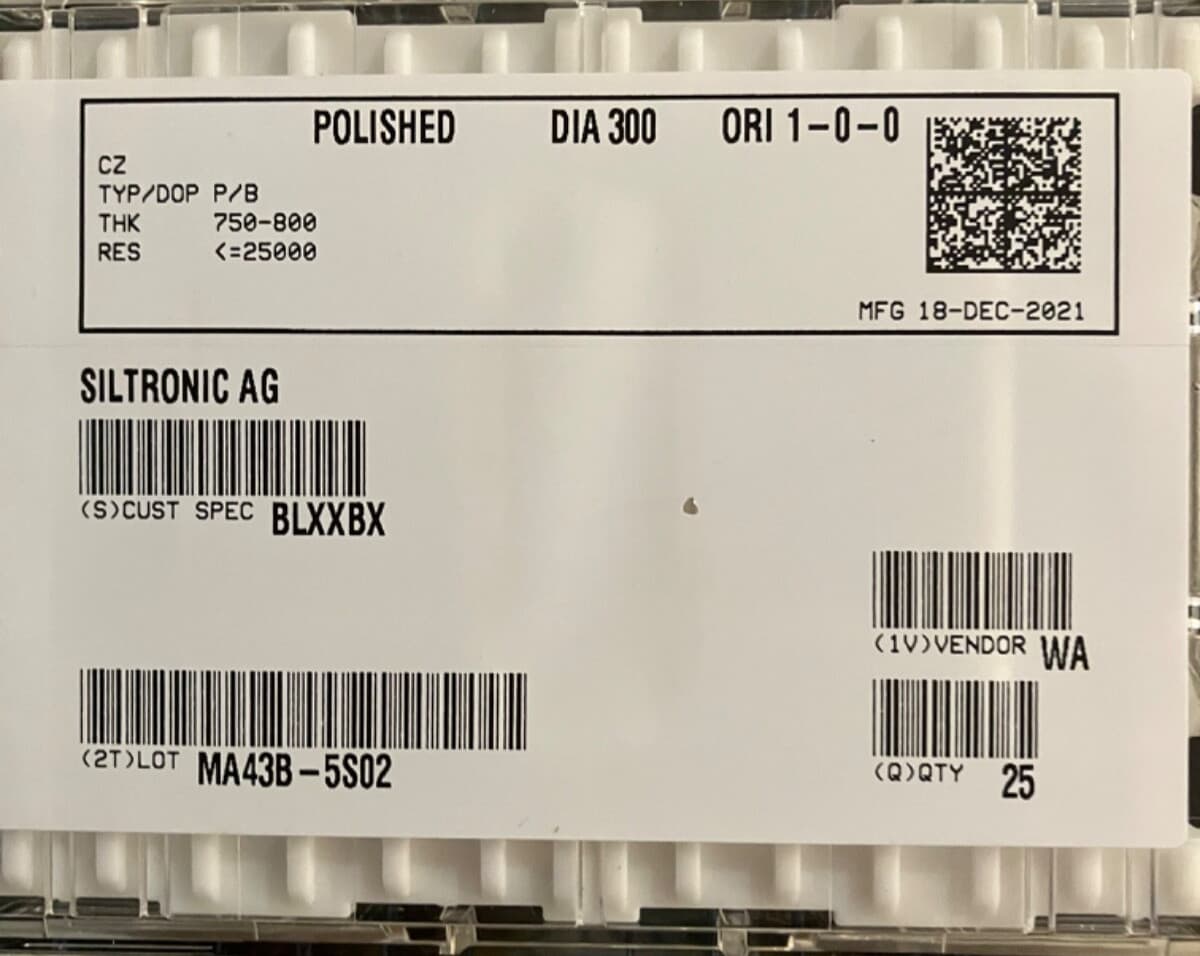 POLISHED DIA 300 ORI 1-0-0
CZ
TYP/DOP P/B
THK 750-800
RES <=25000
MFG 18-DEC-2021
SILTRONIC AG
(S)CUST SPEC BLXXBX
(1V)VENDOR WA
(2T)LOT MA43B-5S02
(Q)QTY 25